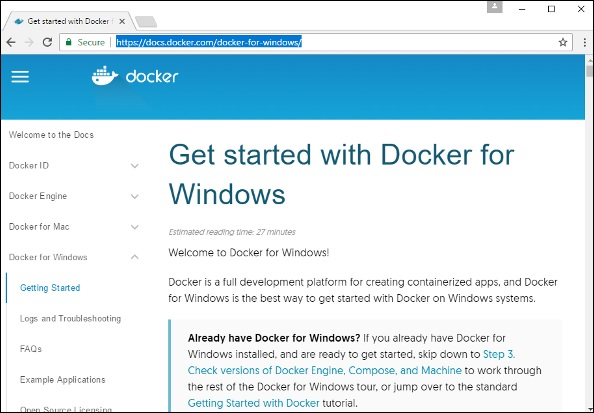 Get started with Docker f
Secure
https://docs.docker.com/docker-for-windows/
docker
Welcome to the Docs
Docker ID
Docker Engine
Docker for Mac
Docker for Windows
Getting Started
Logs and Troubleshooting
FAQs
Example Applications
Open Source Licensing
Get started with Docker for
Windows
Estimated reading time: 27 minutes
Welcome to Docker for Windows!
Docker is a full development platform for creating containerized apps, and Docker
for Windows is the best way to get started with Docker on Windows systems.
Already have Docker for Windows? If you already have Docker for
Windows installed, and are ready to get started, skip down to Step 3.
Check versions of Docker Engine, Compose, and Machine to work through
the rest of the Docker for Windows tour, or jump over to the standard
Getting Started with Docker tutorial.